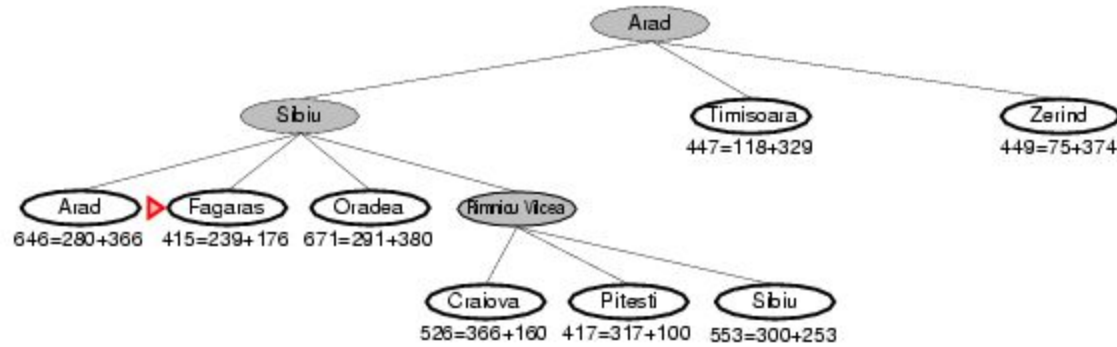 Arad
Sibiu
Timisoara
Zerind
447=118+329
449=75+374
Arad
Fagaras
Oradea
Rimnicu Vilcea
646=280+366
415=239+176
671=291+380
Craiova
Pitesti
Sibiu
526=366+160
417=317+100
553=300+253